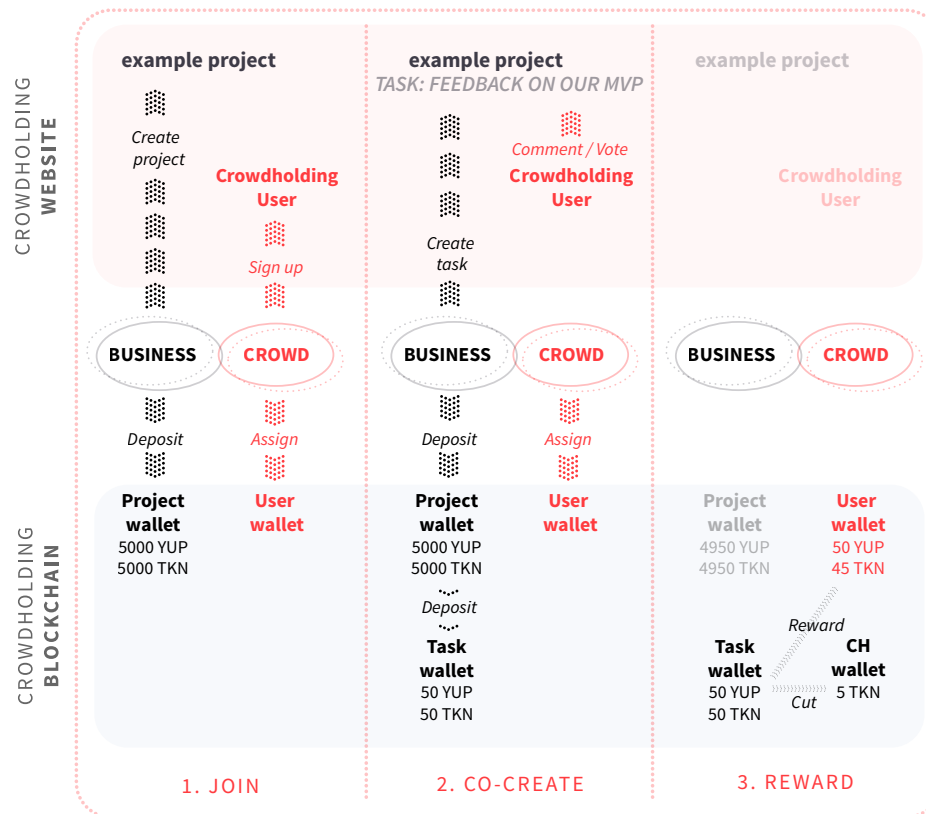 CROWDHOLDING
WEBSITE
example project
Create
project
Crowdholding
User
Sign up
BUSINESS
CROWD
Deposit
Assign
Project
wallet
5000 YUP
5000 TKN
User
wallet
1. JOIN
example project
TASK: FEEDBACK ON OUR MVP
Comment / Vote
Crowdholding
User
Create
task
BUSINESS
CROWD
Deposit
Assign
Project
wallet
5000 YUP
5000 TKN
User
wallet
Deposit
Task
wallet
50 YUP
50 TKN
2. CO-CREATE
example project
Crowdholding
User
BUSINESS
CROWD
Project
wallet
4950 YUP
4950 TKN
User
wallet
50 YUP
45 TKN
Reward
Task
wallet
50 YUP
50 TKN
CH
wallet
5 TKN
Cut
3. REWARD
CROWDHOLDING
BLOCKCHAIN